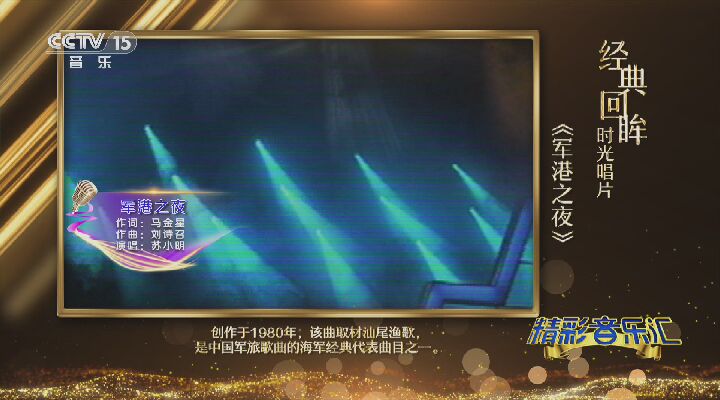 CCTV 15
音乐
经典回眸
时光唱片
《军港之夜》
军港之夜
作词：马金星
作曲：刘诗召
演唱：苏小明
创作于1980年，该曲取材汕尾渔歌，
是中国军旅歌曲的海军经典代表曲目之一。
精彩音乐汇